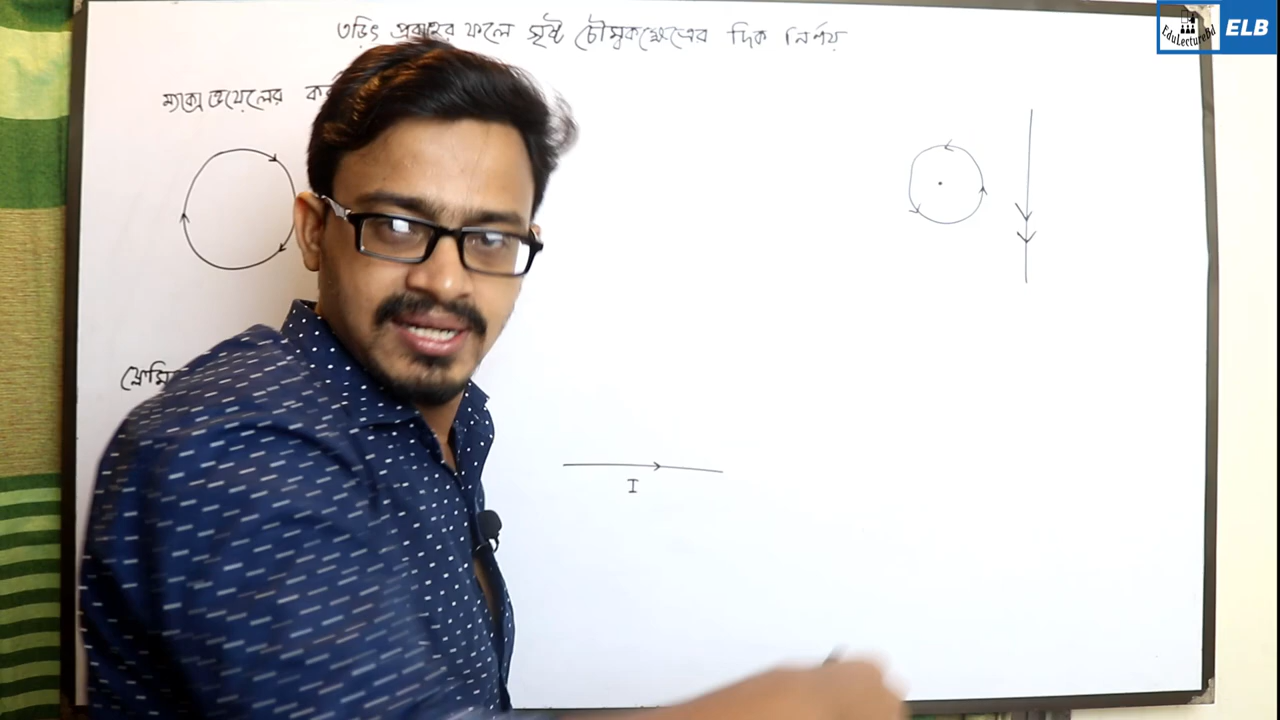 তড়িৎ প্রবাহের ফলে সৃষ্ট চৌম্বকক্ষেত্রের দিক নির্ণয়
EduLectureBd ELB
ম্যাক্সওয়েলের
I